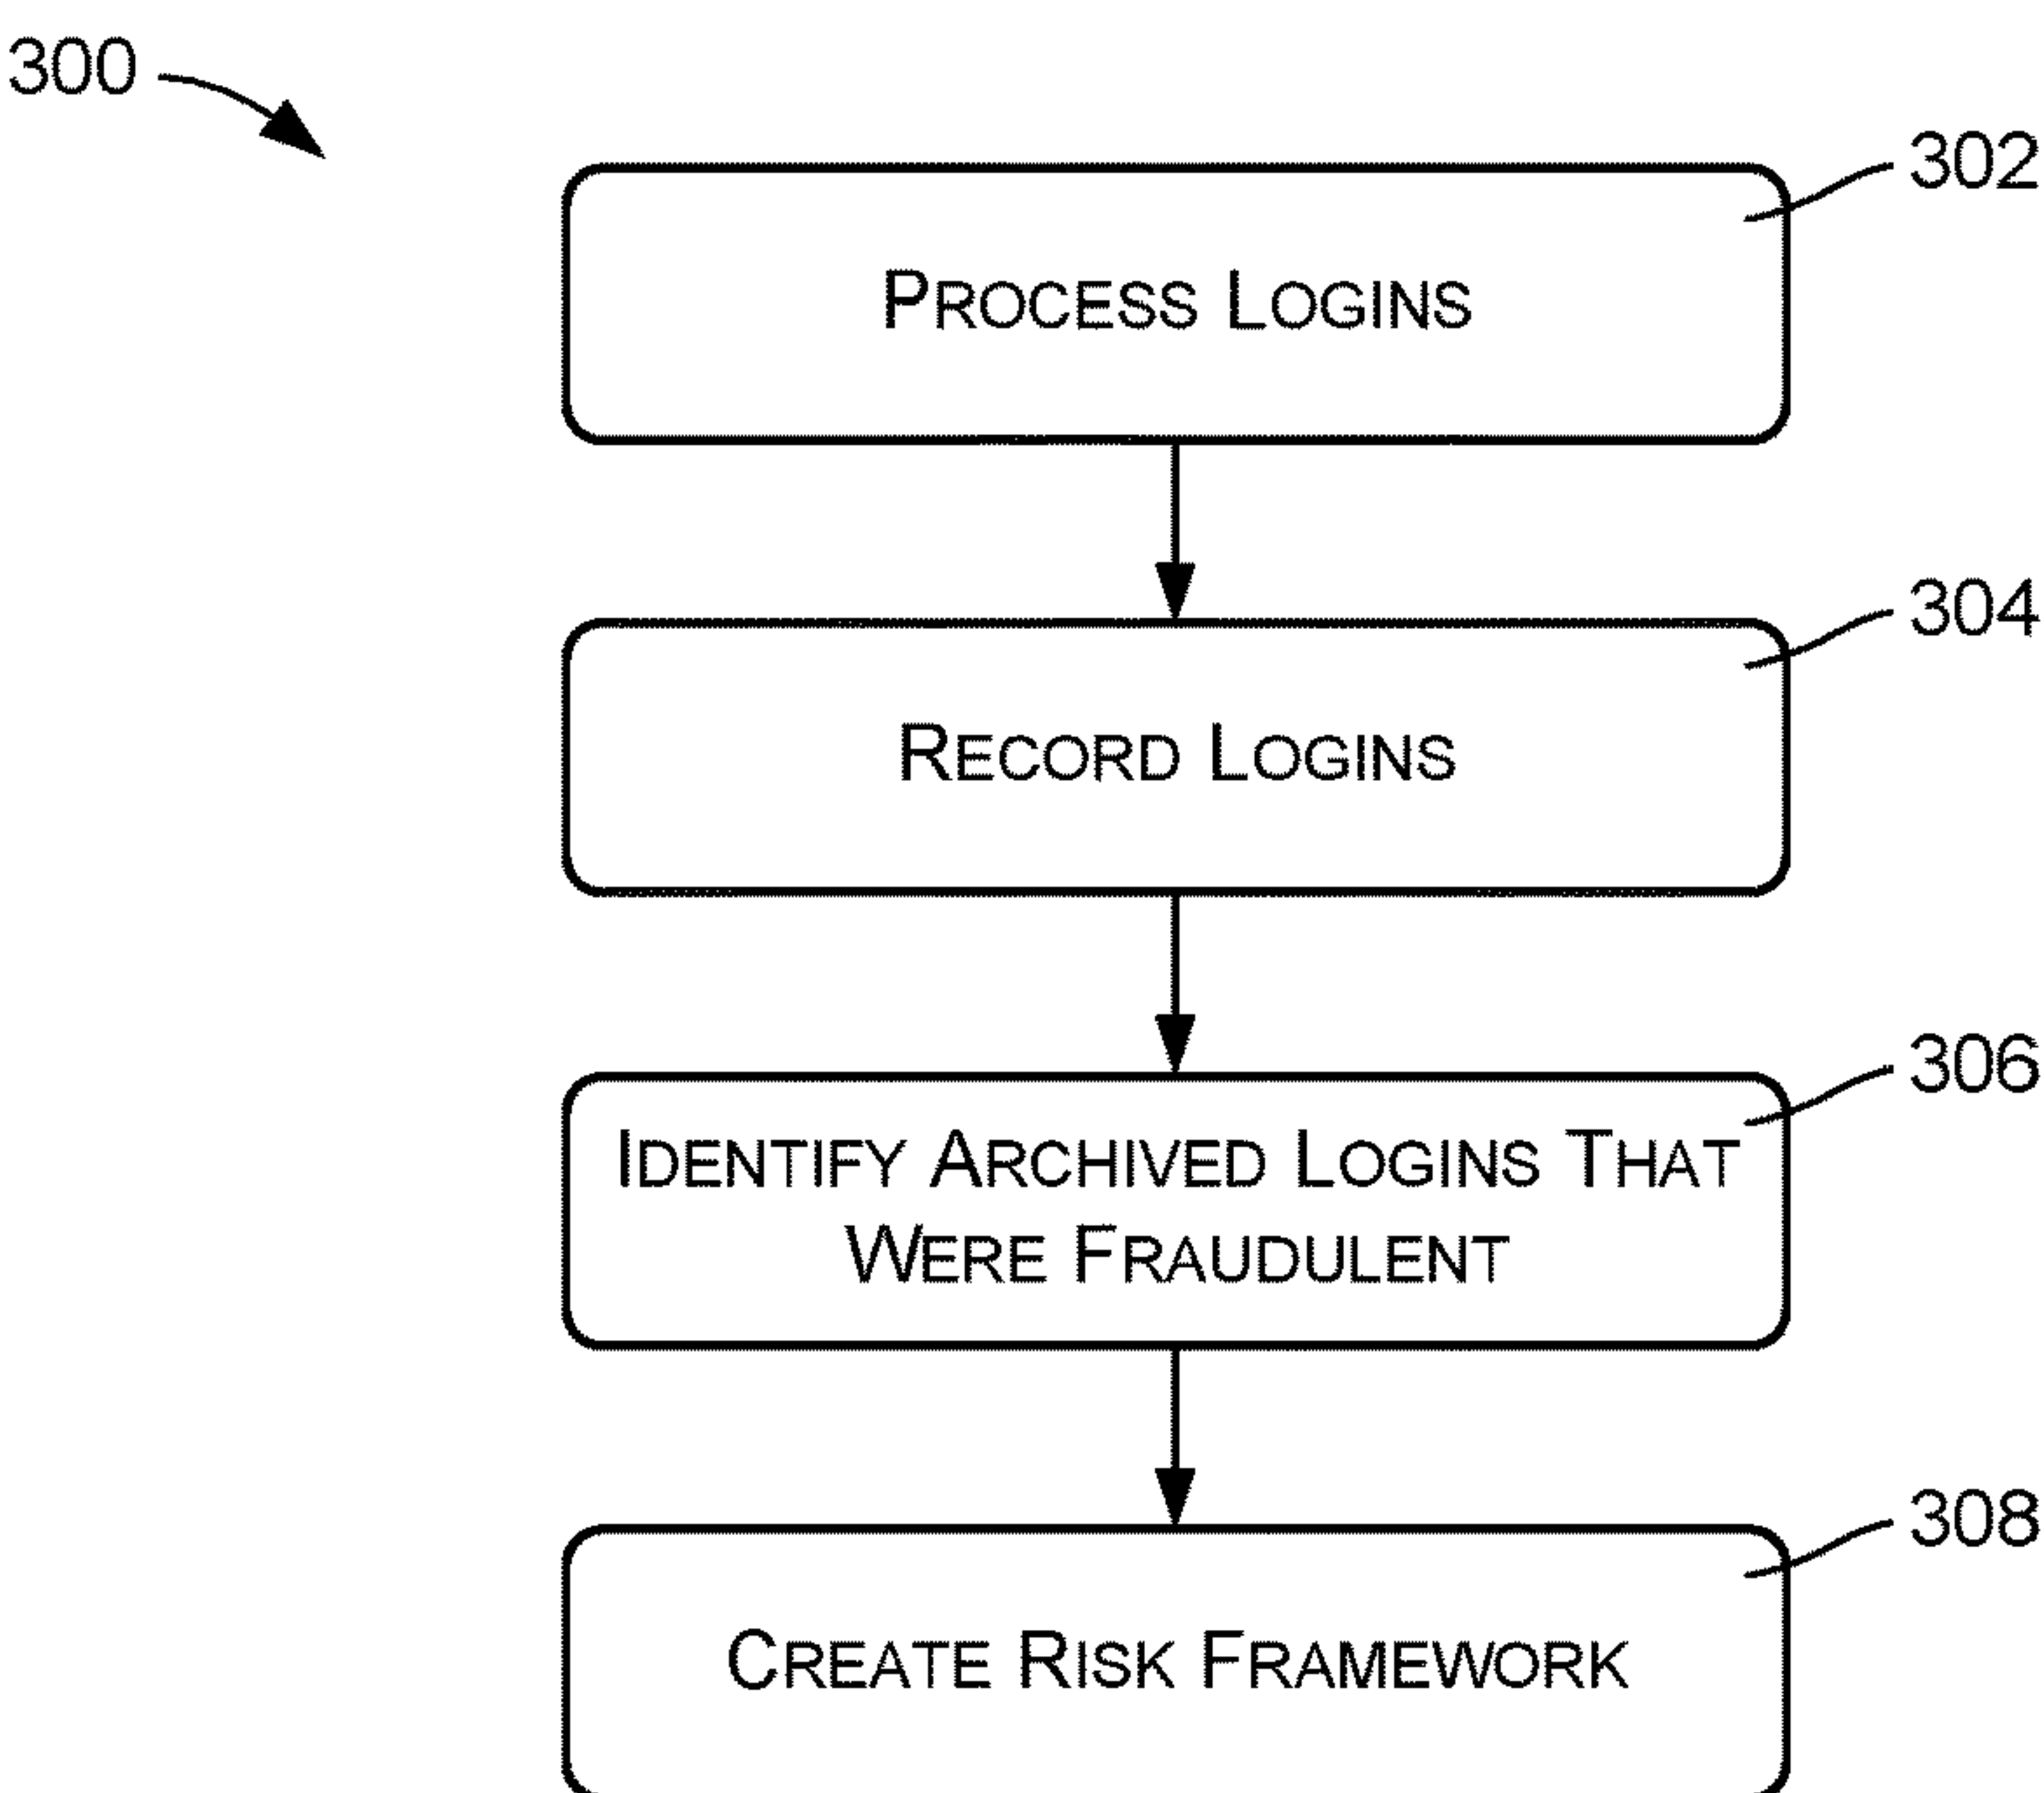 300
302
PROCESS LOGINS
304
RECORD LOGINS
306
IDENTIFY ARCHIVED LOGINS THAT
WERE FRAUDULENT
308
CREATE RISK FRAMEWORK